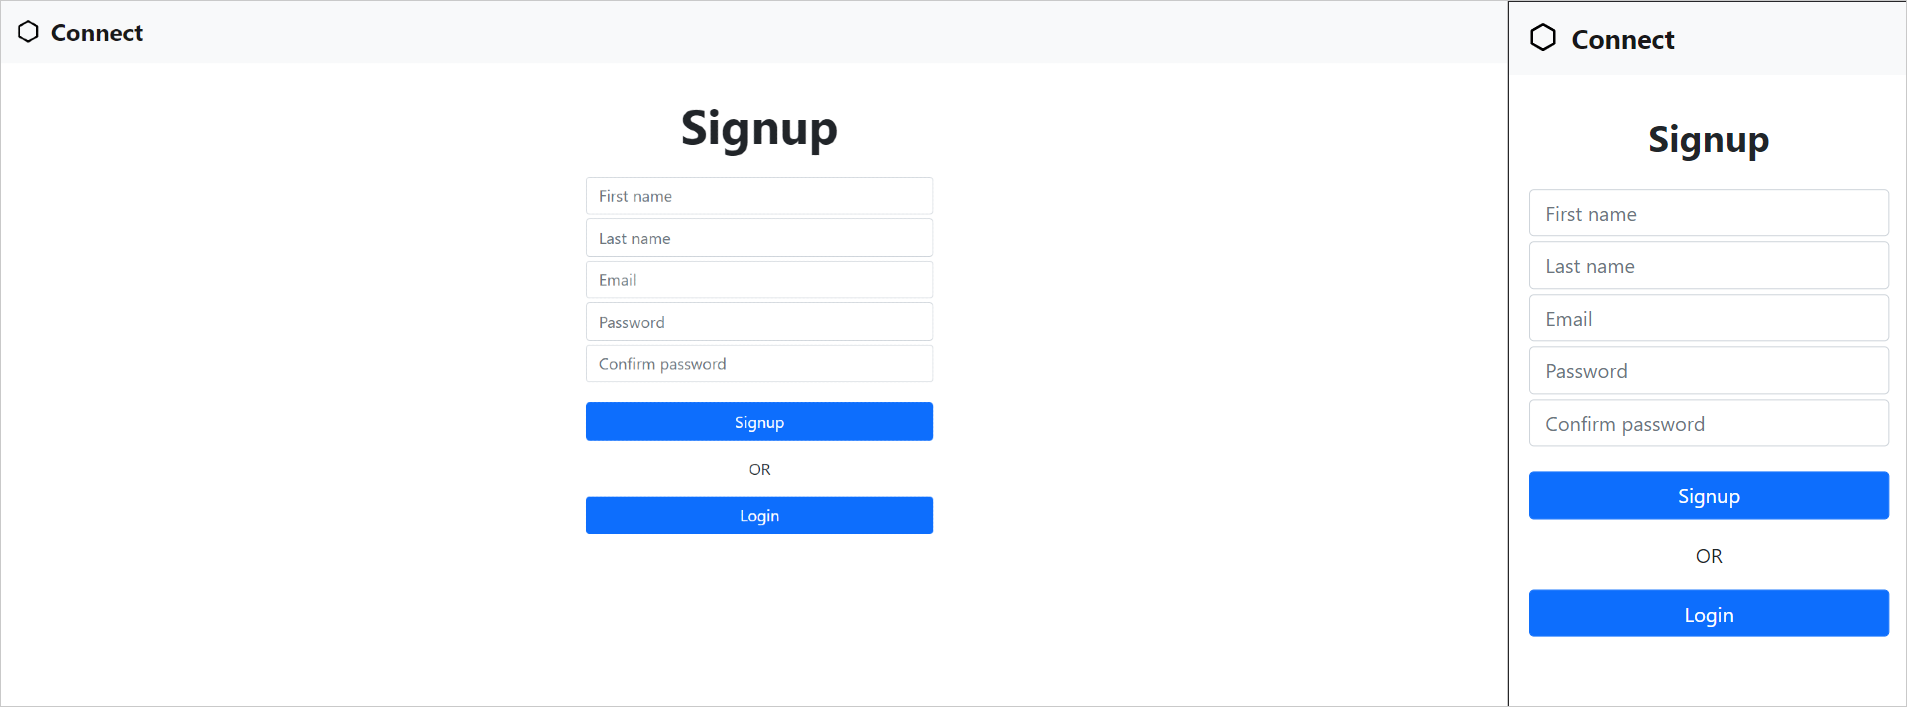 Connect
Signup
First name
Last name
Email
Password
Confirm password
Signup
OR
Login
Connect
Signup
First name
Last name
Email
Password
Confirm password
Signup
OR
Login